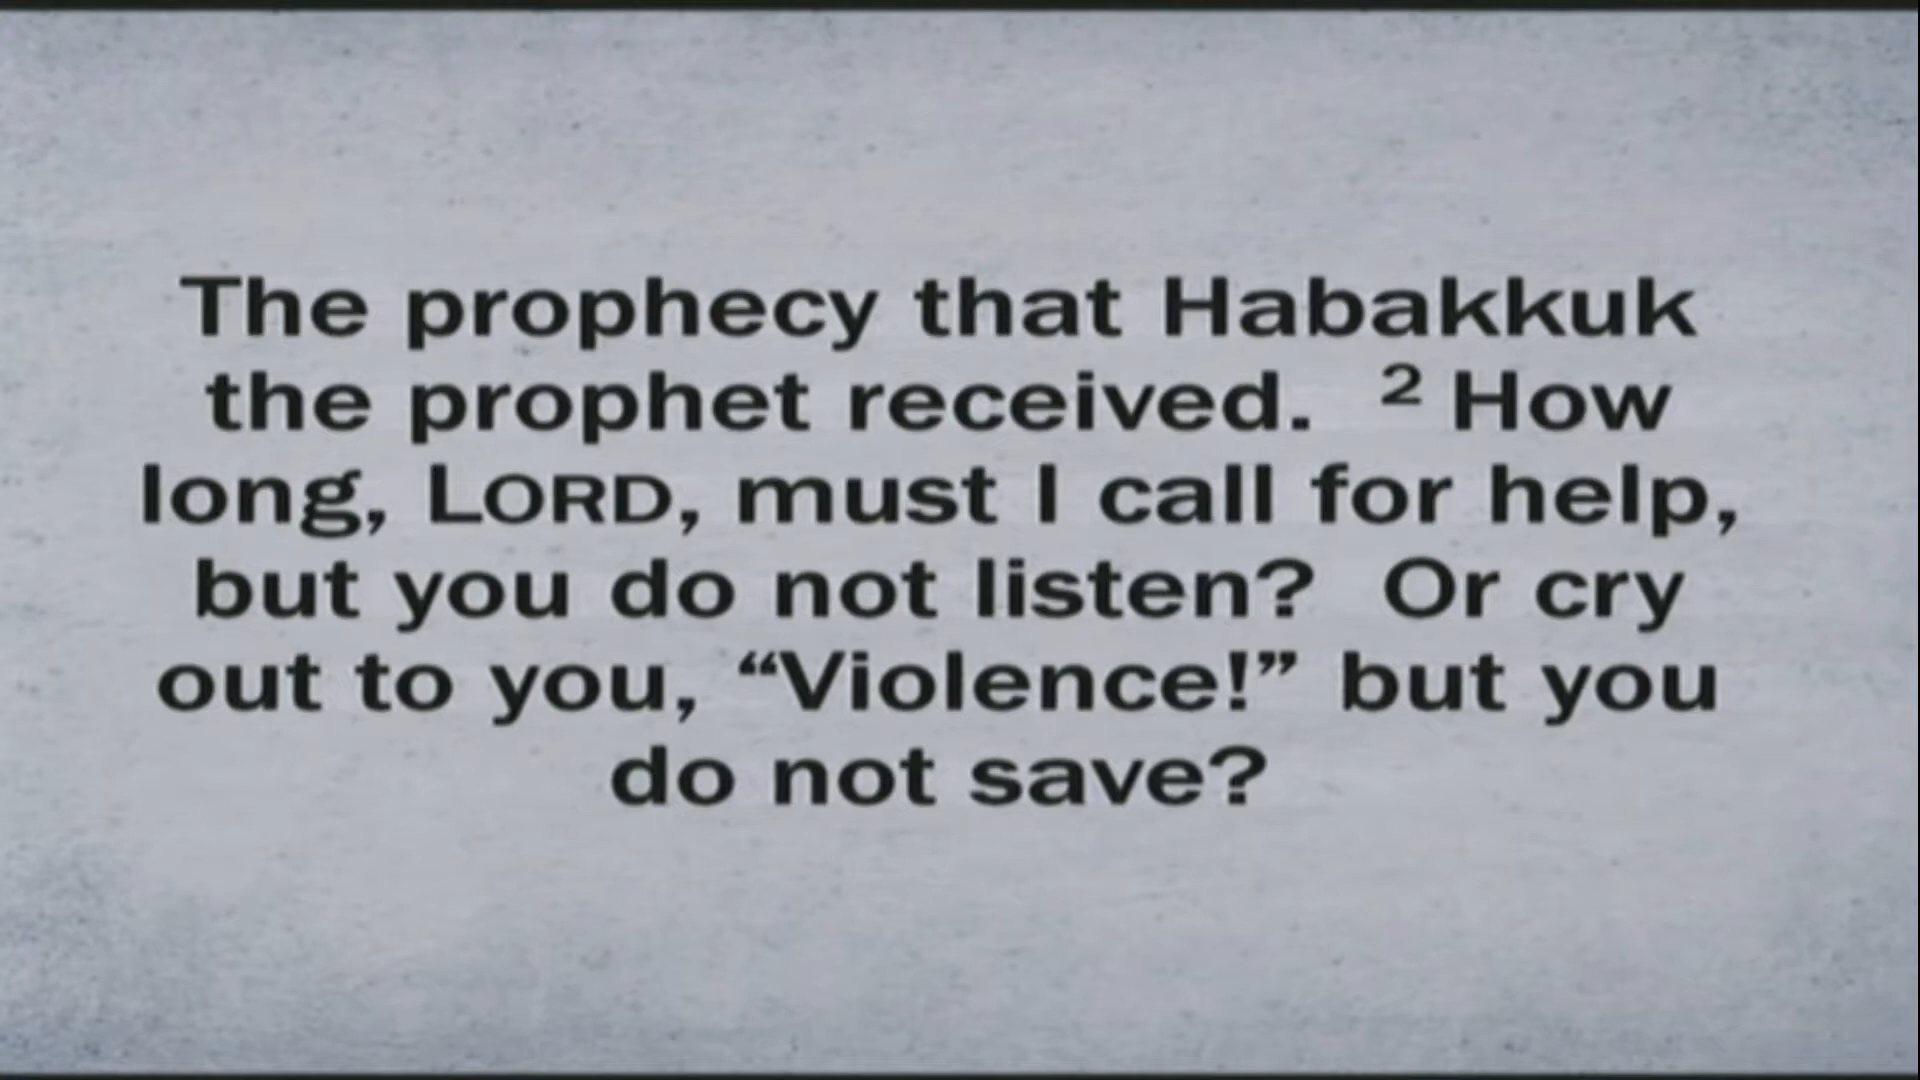 The prophecy that Habakkuk
the prophet received. ² How
long, LORD, must I call for help,
but you do not listen? Or cry
out to you, “Violence!” but you
do not save?